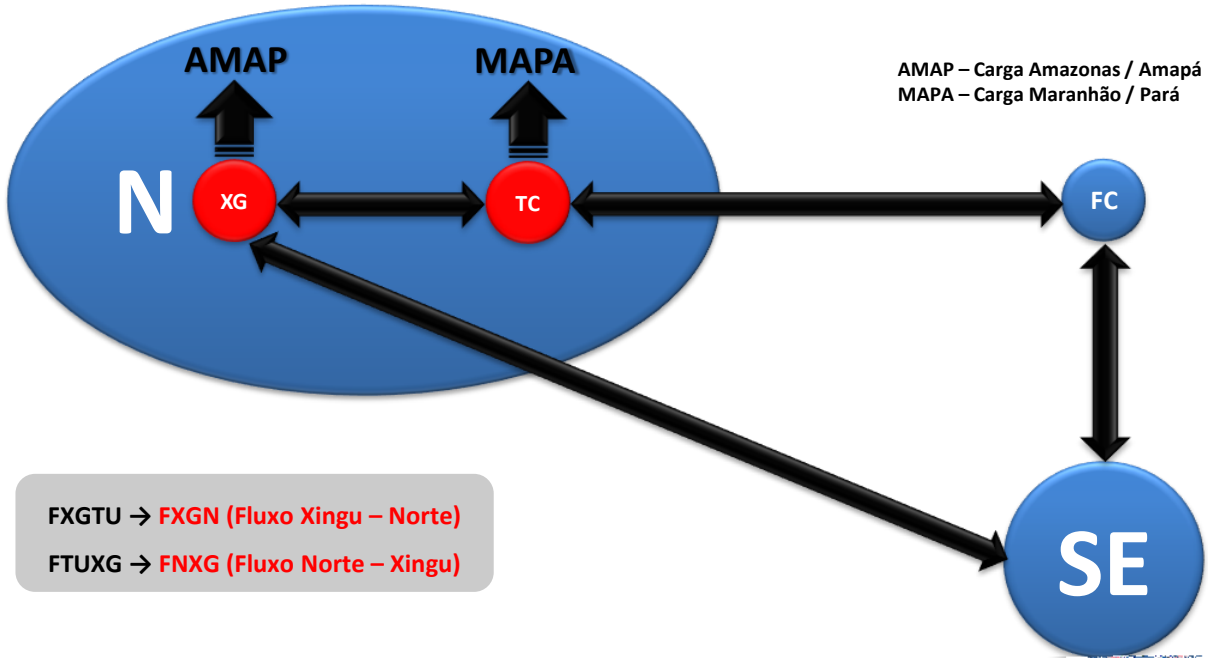 AMAP
MAPA
AMAP – Carga Amazonas / Amapá
MAPA – Carga Maranhão / Pará
N
XG
TC
FC
FXGTU → FXGN (Fluxo Xingu – Norte)
FTUXG → FNXG (Fluxo Norte – Xingu)
SE